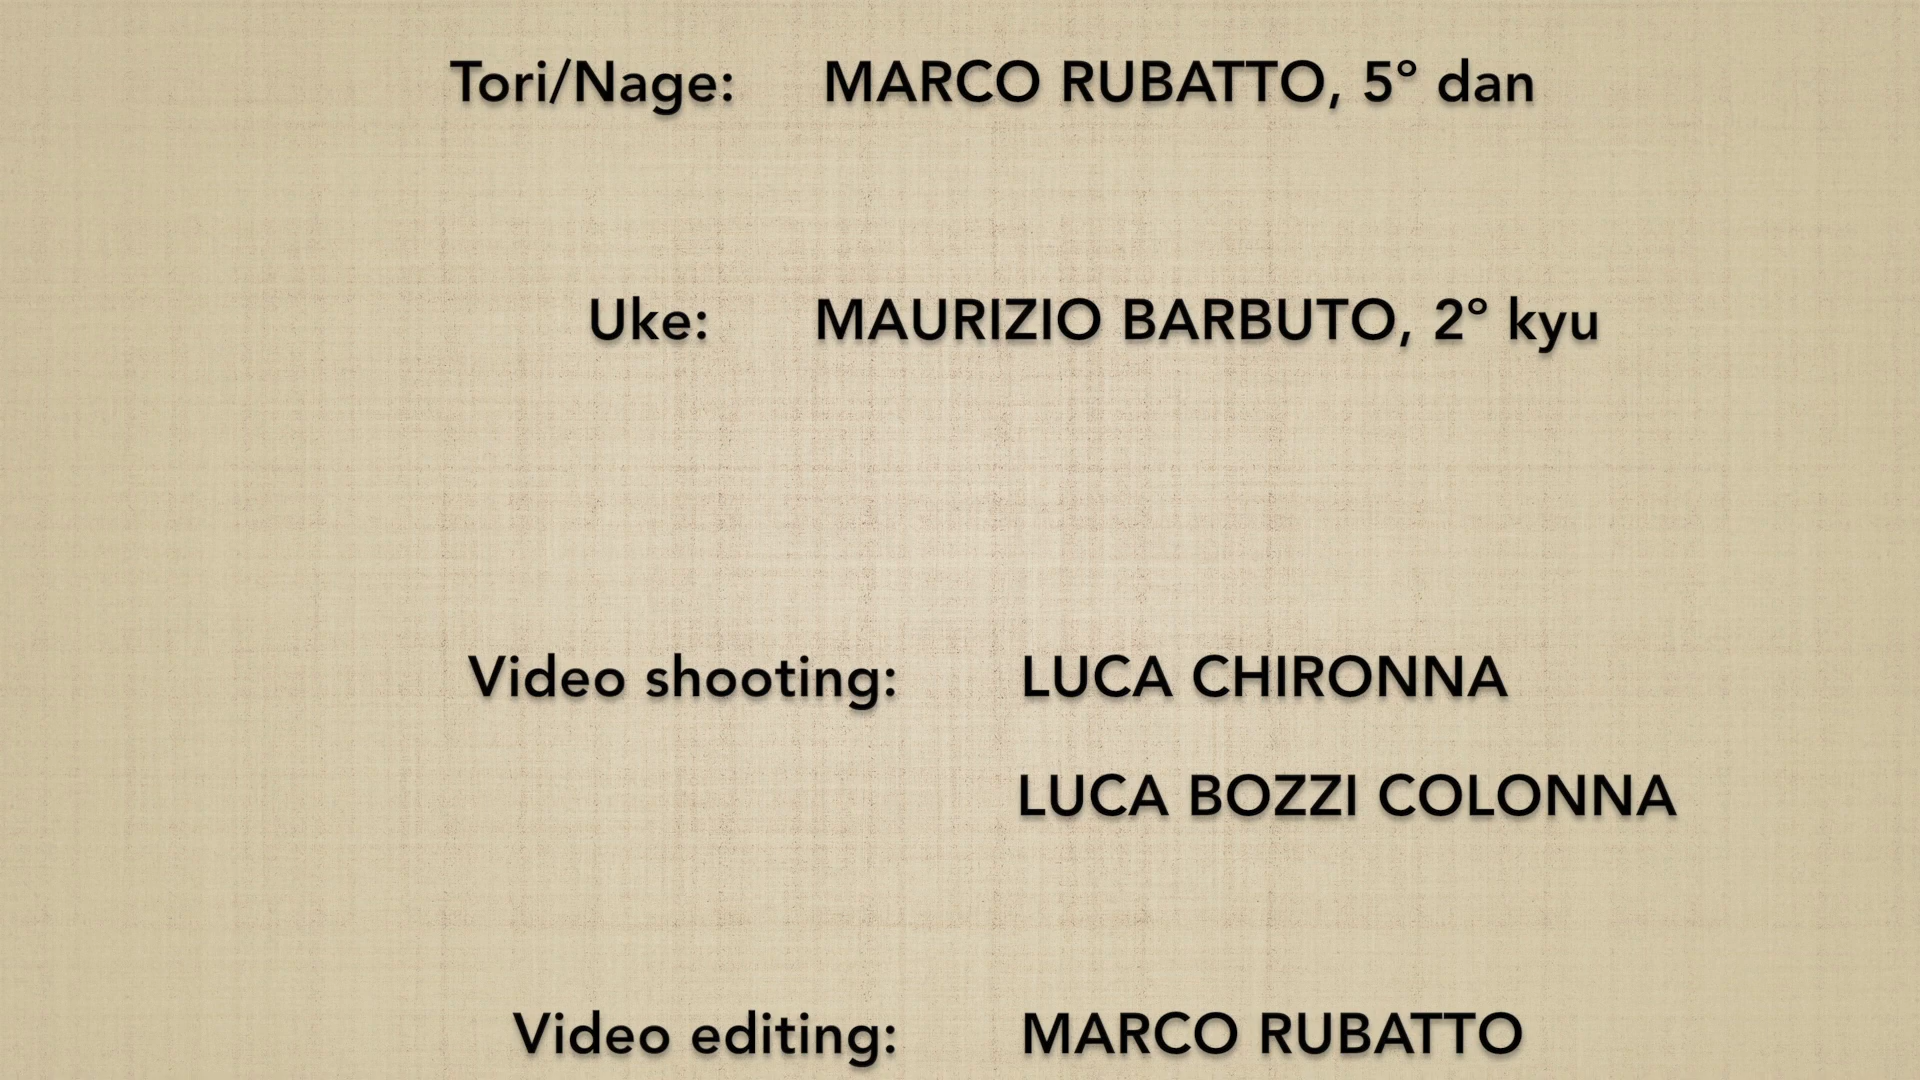 Tori/Nage: MARCO RUBATTO, 5° dan
Uke: MAURIZIO BARBUTO, 2° kyu
Video shooting: LUCA CHIRONNA
LUCA BOZZI COLONNA
Video editing: MARCO RUBATTO